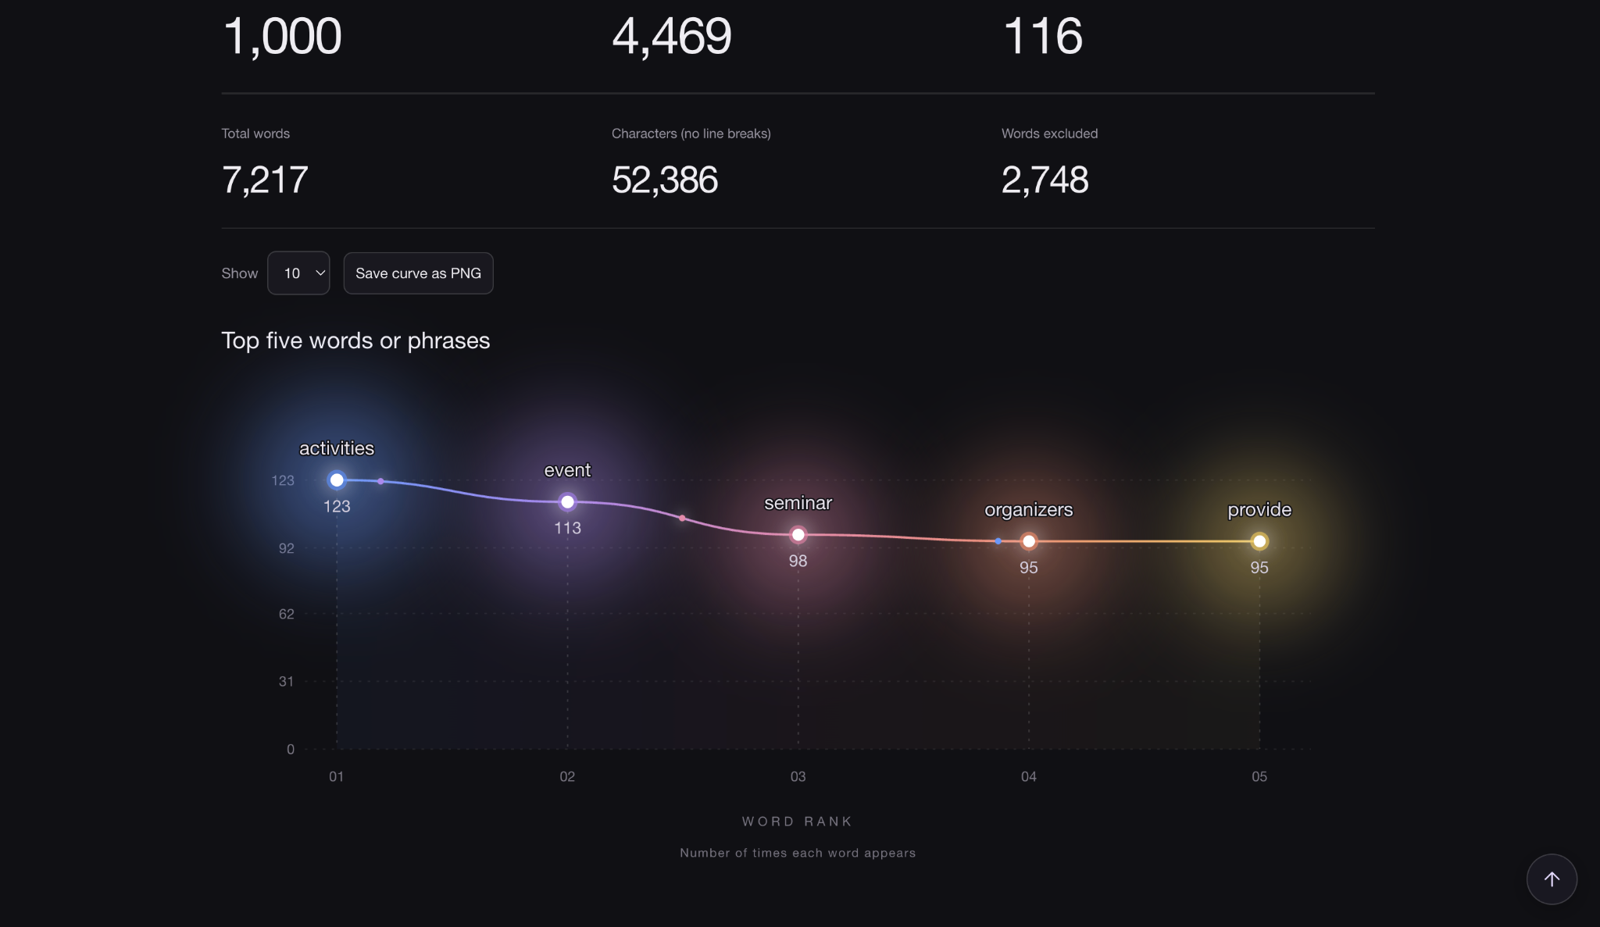 1,000 4,469 116
Total words Characters (no line breaks) Words excluded
7,217 52,386 2,748
Show 10 Save curve as PNG
Top five words or phrases
activities
event
seminar
organizers provide
123
123
113
92
98
95 95
62
31
0
01 02 03 04 05
WORD RANK
Number of times each word appears